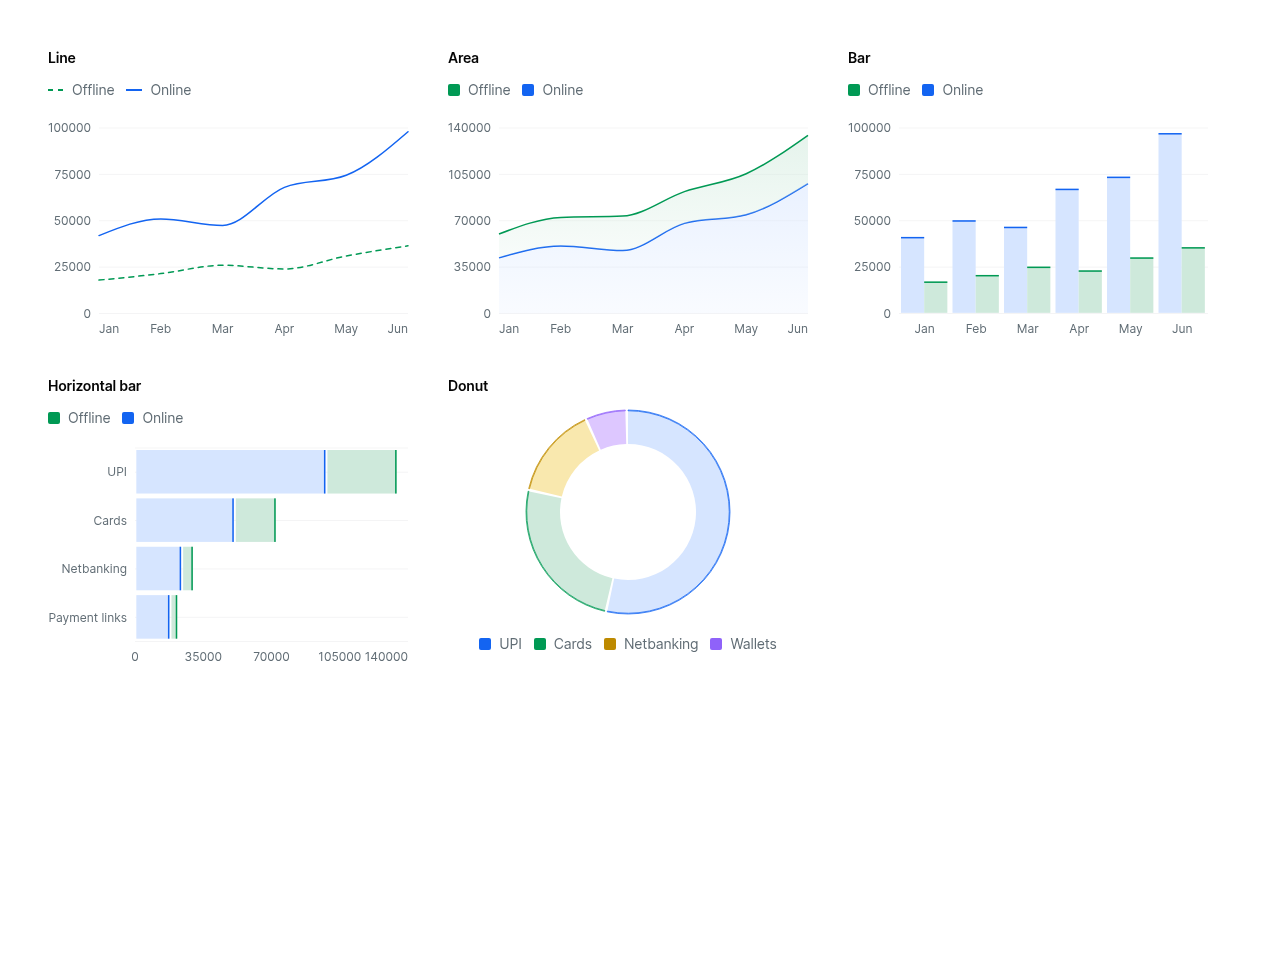 Line
Offline Online
100000
75000
50000
25000
0
Jan Feb Mar Apr May Jun
Area
Offline Online
140000
105000
70000
35000
0
Jan Feb Mar Apr May Jun
Bar
Offline Online
100000
75000
50000
25000
0
Jan Feb Mar Apr May Jun
Horizontal bar
Offline Online
UPI
Cards
Netbanking
Payment links
0 35000 70000 105000 140000
Donut
UPI Cards Netbanking Wallets